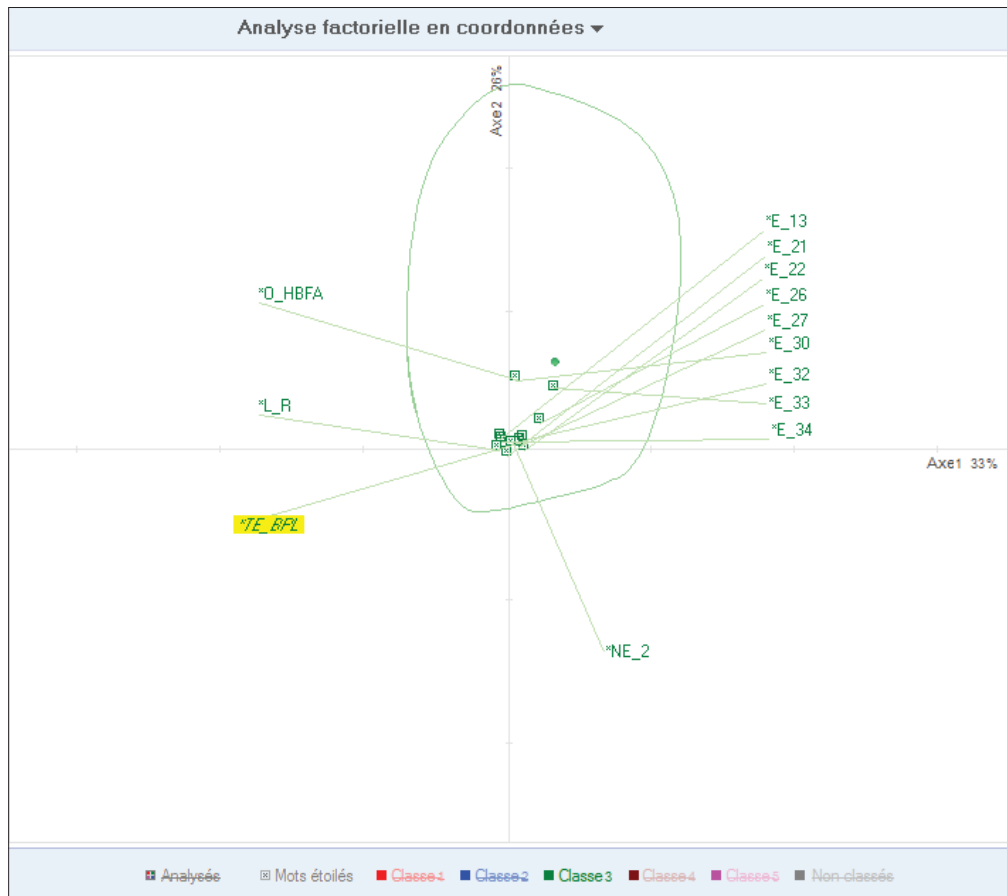 Analyse factorielle en coordonnées
Axe2 26%
*E_13
*E_21
*E_22
*E_26
*E_27
*E_30
*E_32
*E_33
*E_34
*O_HBFA
*L_R
*TE_BPL
*NE_2
Axe1 33%
Analysés Mots étoilés Classe 1 Classe 2 Classe 3 Classe 4 Classe 5 Non classés